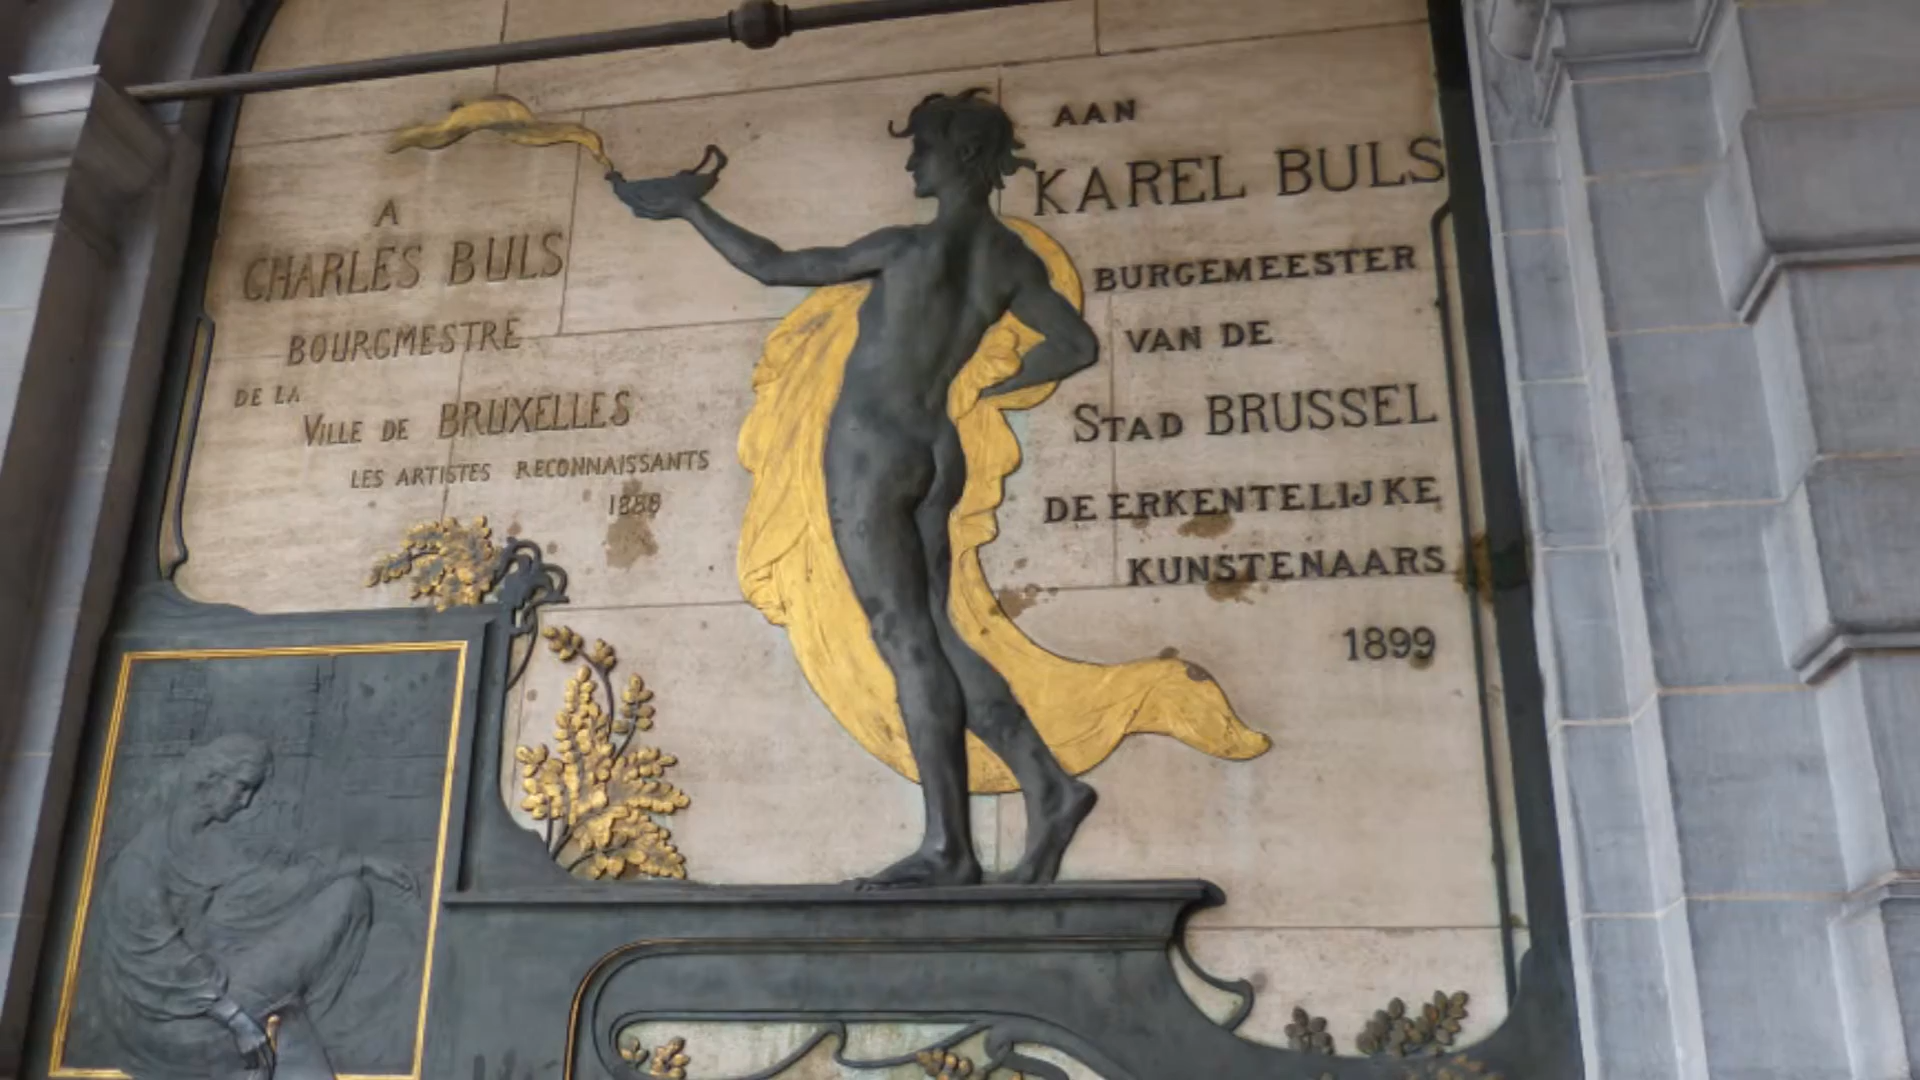 A
CHARLES BULS
BOURGMESTRE
DE LA
VILLE DE BRUXELLES
LES ARTISTES RECONNAISSANTS
AAN
KAREL BULS
BURGEMEESTER
VAN DE
STAD BRUSSEL
DE ERKENTELIJKE
KUNSTENAARS
1899